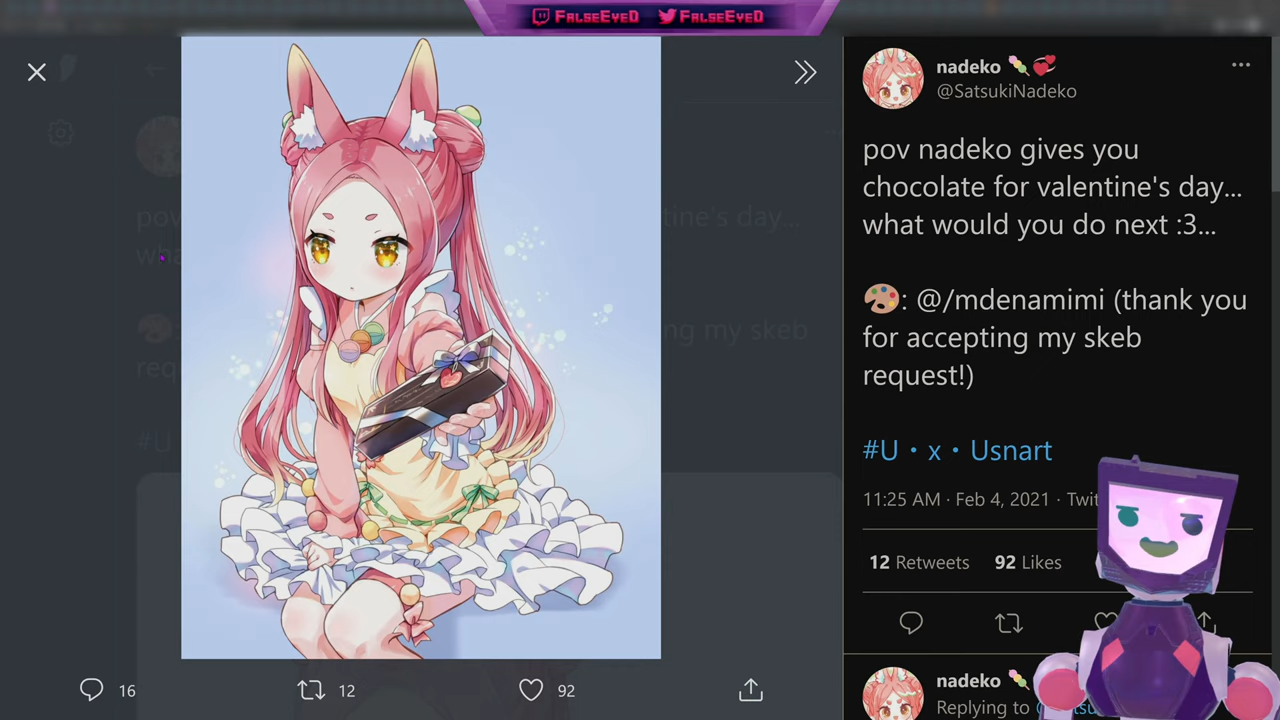 FalseEyeD FalseEyeD
nadeko
@SatsukiNadeko
pov nadeko gives you
chocolate for valentine's day...
what would you do next :3...
🎨: @/mdenamimi (thank you
for accepting my skeb
request!)
#U・x・Usnart
11:25 AM · Feb 4, 2021 · Twit
12 Retweets 92 Likes
nadeko
Replying to
16 12 92